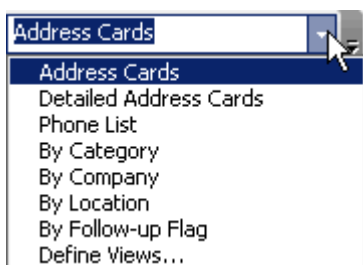 Address Cards
Address Cards
Detailed Address Cards
Phone List
By Category
By Company
By Location
By Follow-up Flag
Define Views...